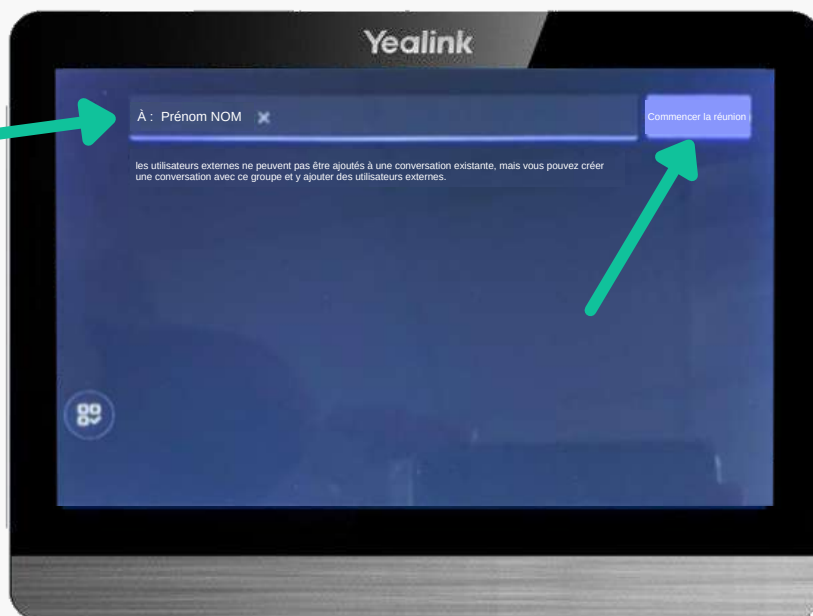 Yealink
À : Prénom NOM
Commencer la réunion
les utilisateurs externes ne peuvent pas être ajoutés à une conversation existante, mais vous pouvez créer
une conversation avec ce groupe et y ajouter des utilisateurs externes.